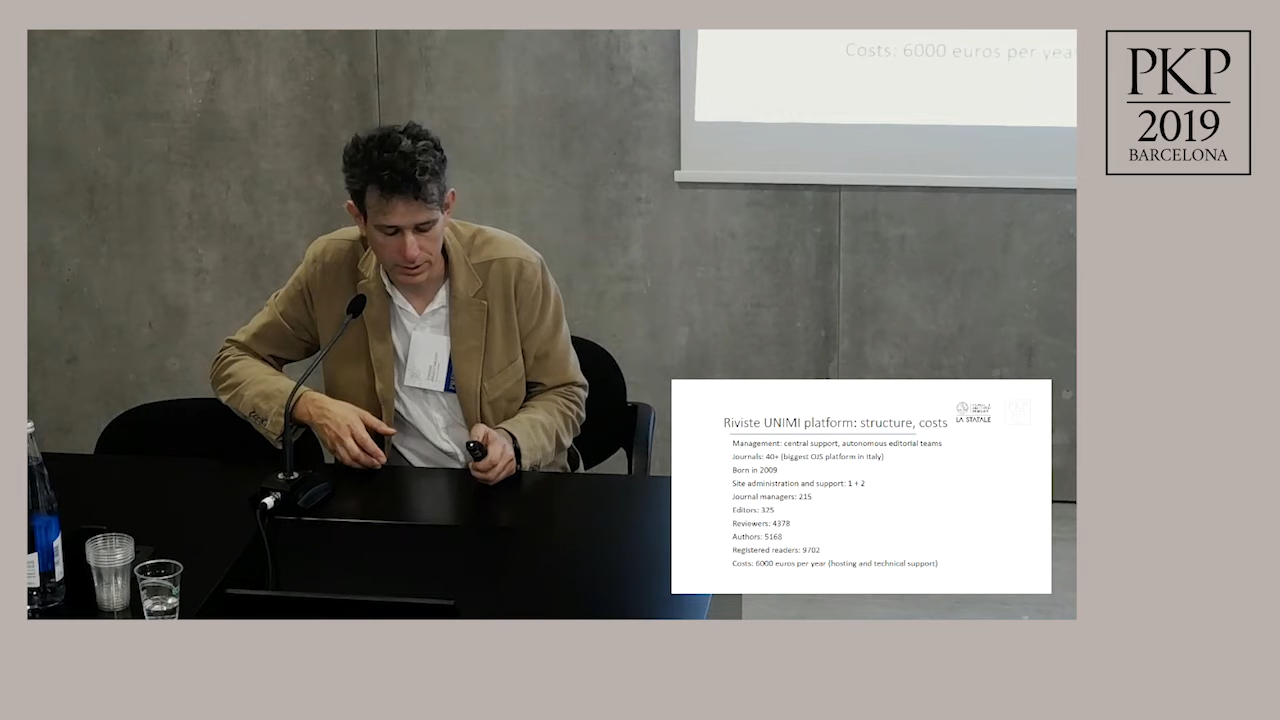 Costs: 6000 euros per yea
PKP
2019
BARCELONA
LA STATALE
Riviste UNIMI platform: structure, costs
Management: central support, autonomous editorial teams
Journals: 40+ (biggest OJS platform in Italy)
Born in 2009
Site administration and support: 1 + 2
Journal managers: 215
Editors: 325
Reviewers: 4378
Authors: 5168
Registered readers: 9702
Costs: 6000 euros per year (hosting and technical support)